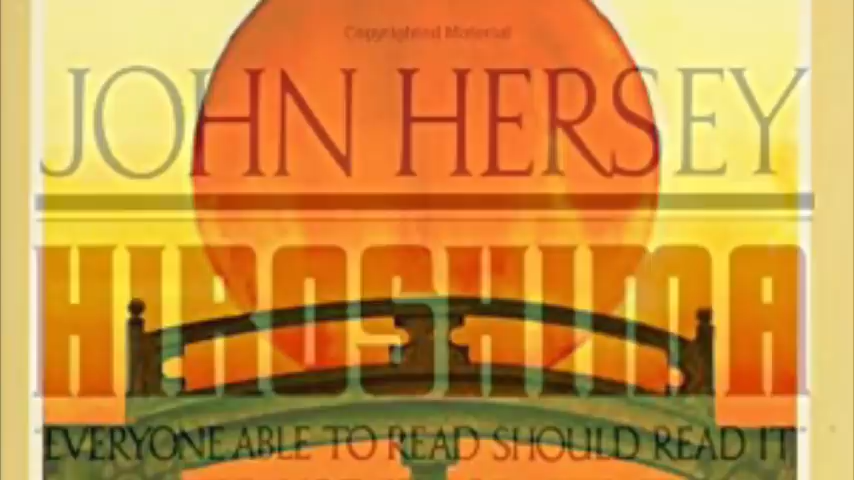 Copyrighted Material
JOHN HERSEY
HIROSHIMA
EVERYONE ABLE TO READ SHOULD READ IT